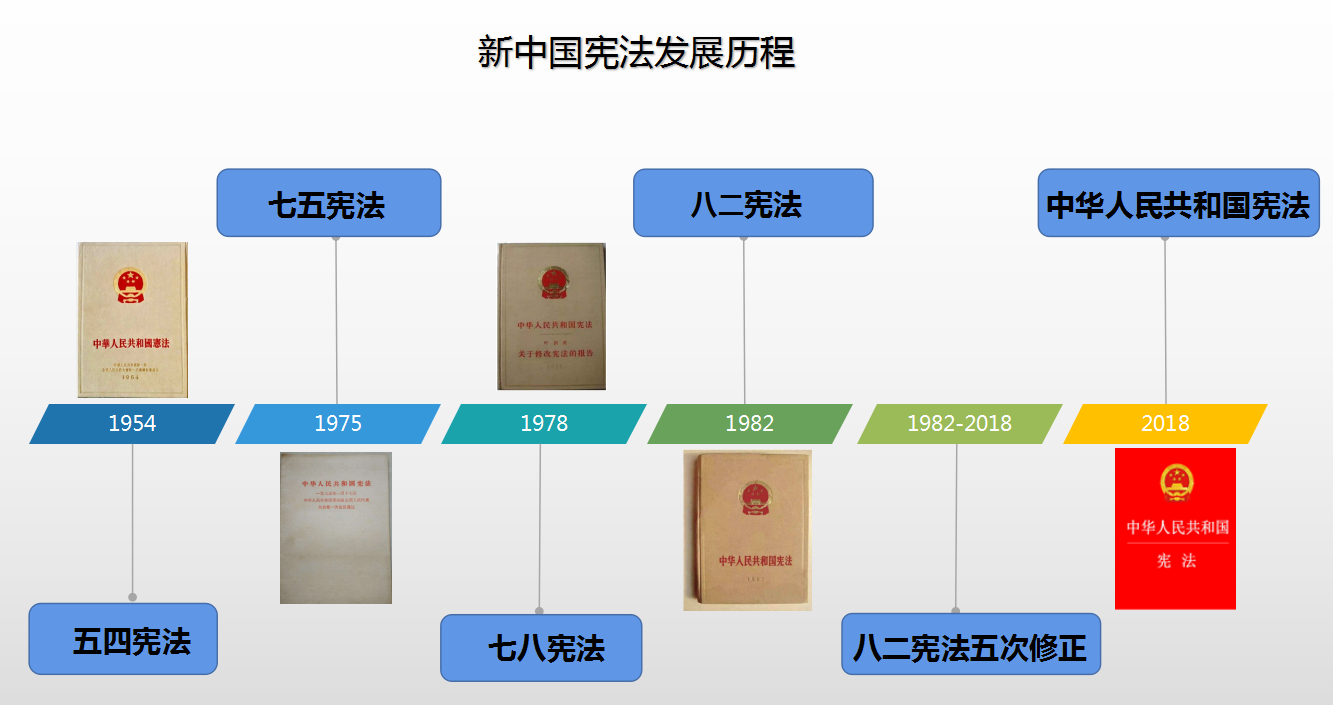 新中国宪法发展历程
七五宪法
八二宪法
中华人民共和国宪法
中華人民共和國憲法
1954
中华人民共和国宪法
关于修改宪法的报告
1954
1975
1978
1982
1982-2018
2018
中华人民共和国宪法
中华人民共和国宪法
1982
中华人民共和国
宪 法
五四宪法
七八宪法
八二宪法五次修正